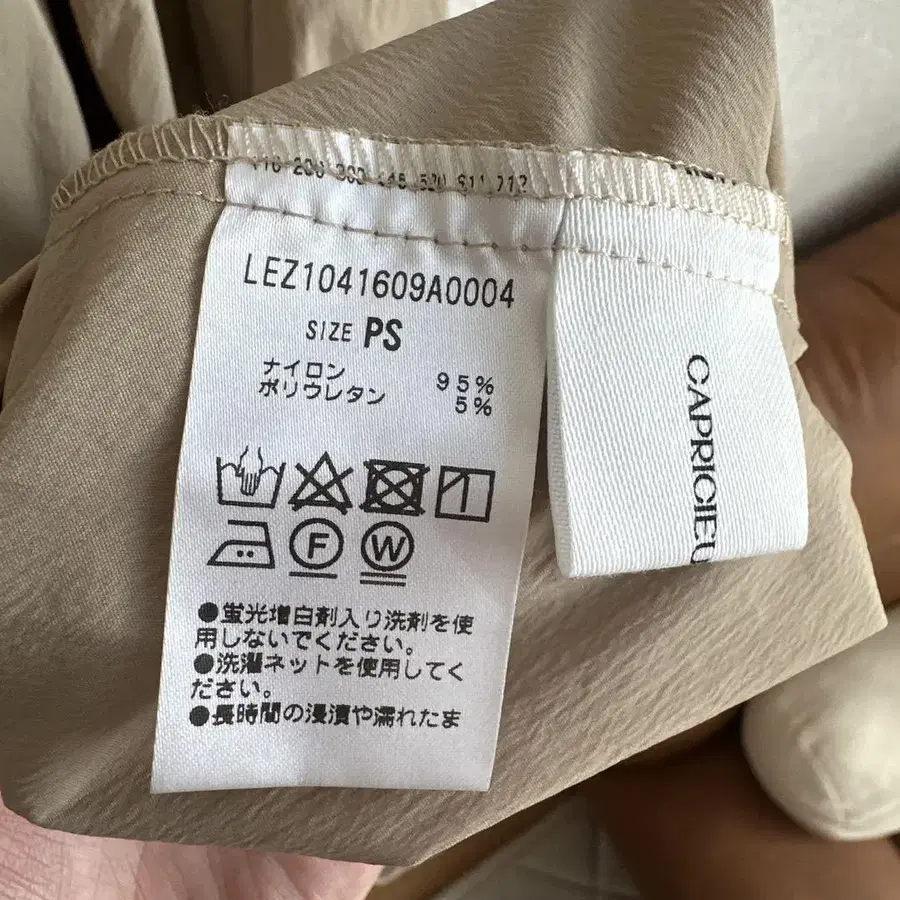 LEZ1041609A0004
SIZE PS
ナイロン 95%
ポリウレタン 5%
F W
●蛍光増白剤入り洗剤を使
用しないでください。
●洗濯ネットを使用してく
ださい。
●長時間の浸漬や濡れたま
CAPRICIEU